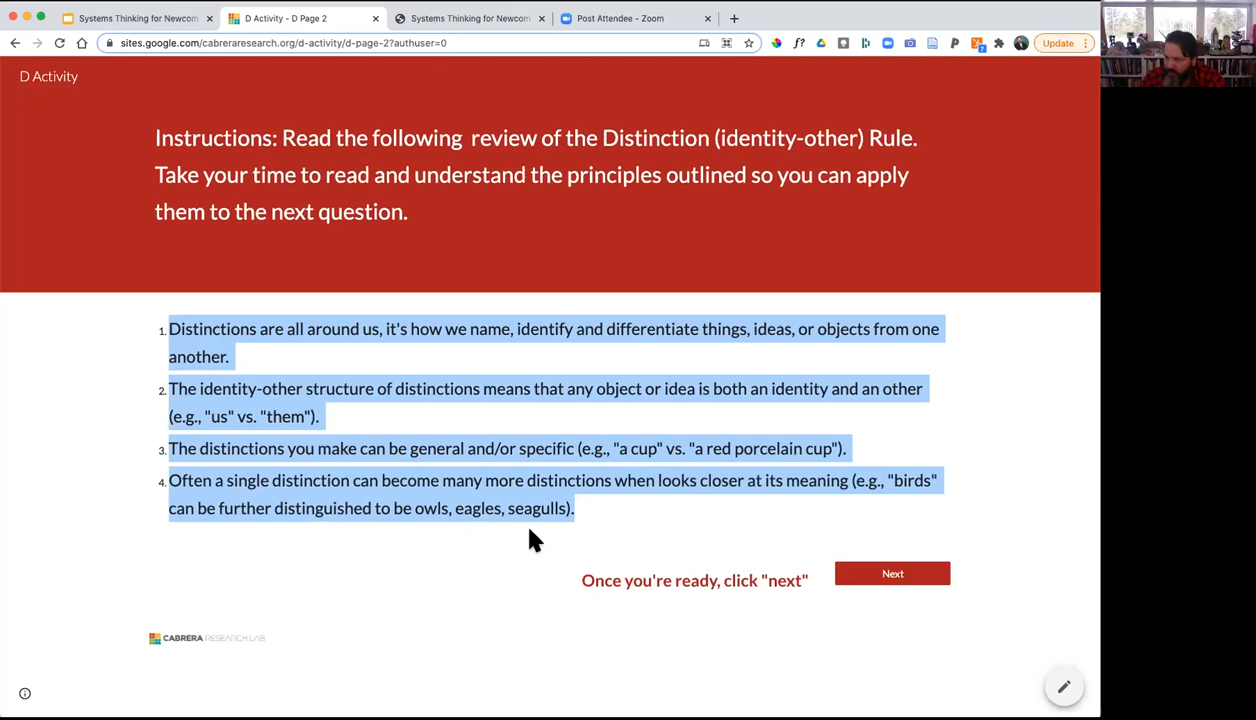 Systems Thinking for Newcom
D Activity - D Page 2
Systems Thinking for Newcom
Post Attendee - Zoom
sites.google.com/cabreraresearch.org/d-activity/d-page-2?authuser=0
f?
7
Update
D Activity
Instructions: Read the following review of the Distinction (identity-other) Rule.
Take your time to read and understand the principles outlined so you can apply
them to the next question.
1. Distinctions are all around us, it's how we name, identify and differentiate things, ideas, or objects from one
another.
2. The identity-other structure of distinctions means that any object or idea is both an identity and an other
(e.g., "us" vs. "them").
3. The distinctions you make can be general and/or specific (e.g., "a cup" vs. "a red porcelain cup").
4. Often a single distinction can become many more distinctions when looks closer at its meaning (e.g., "birds"
can be further distinguished to be owls, eagles, seagulls).
Once you're ready, click "next"
Next
CABRERA RESEARCH LAB